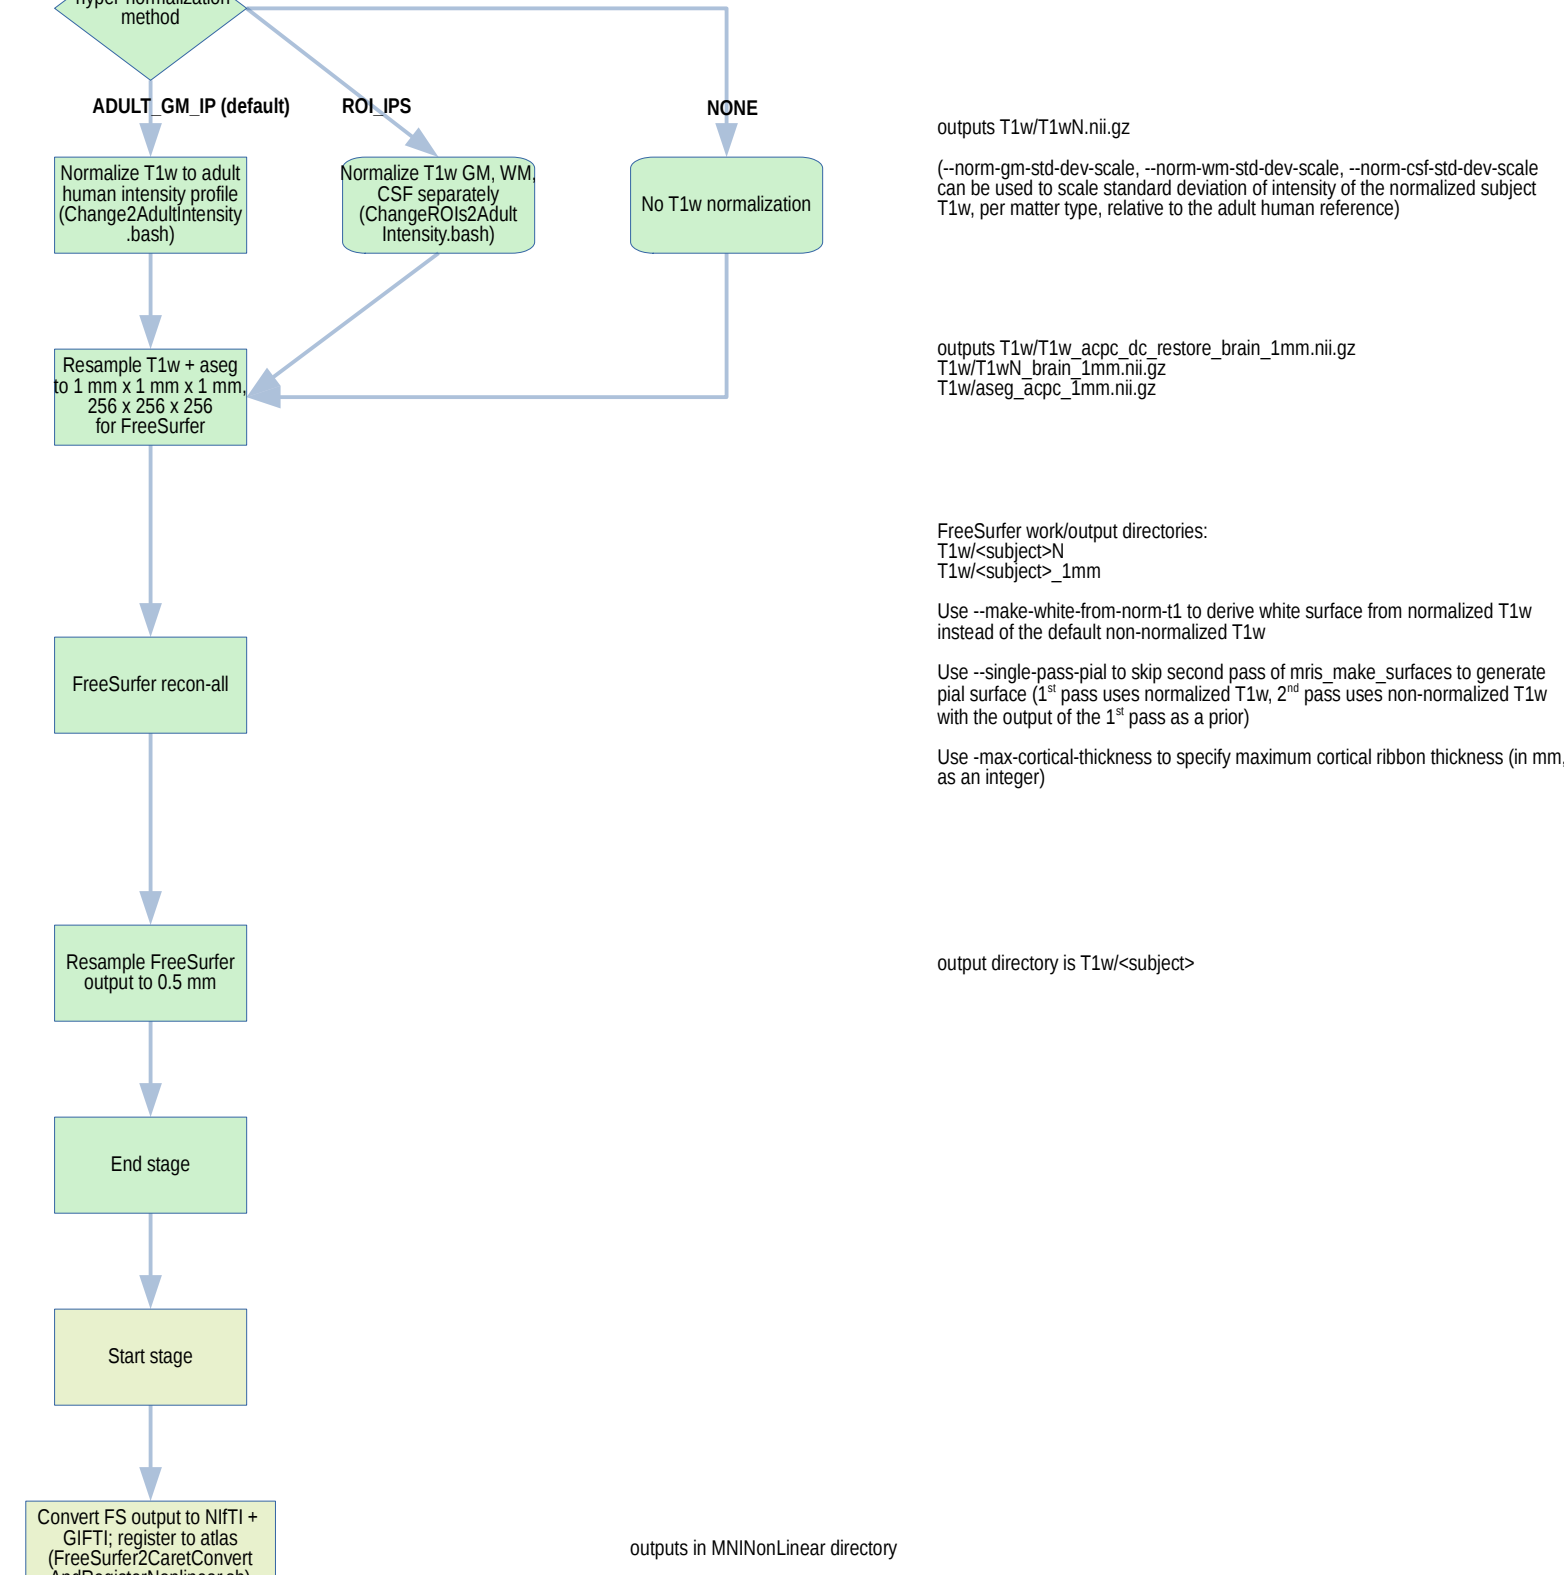 hyper-normalization
method
ADULT_GM_IP (default)
ROI_IPS
NONE
Normalize T1w to adult
human intensity profile
(Change2AdultIntensity
.bash)
Normalize T1w GM, WM,
CSF separately
(ChangeROIs2Adult
Intensity.bash)
No T1w normalization
outputs T1w/T1wN.nii.gz
(--norm-gm-std-dev-scale, --norm-wm-std-dev-scale, --norm-csf-std-dev-scale
can be used to scale standard deviation of intensity of the normalized subject
T1w, per matter type, relative to the adult human reference)
Resample T1w + aseg
to 1 mm x 1 mm x 1 mm,
256 x 256 x 256
for FreeSurfer
outputs T1w/T1w_acpc_dc_restore_brain_1mm.nii.gz
T1w/T1wN_brain_1mm.nii.gz
T1w/aseg_acpc_1mm.nii.gz
FreeSurfer recon-all
FreeSurfer work/output directories:
T1w/<subject>N
T1w/<subject>_1mm
Use --make-white-from-norm-t1 to derive white surface from normalized T1w
instead of the default non-normalized T1w
Use --single-pass-pial to skip second pass of mris_make_surfaces to generate
pial surface (1st pass uses normalized T1w, 2nd pass uses non-normalized T1w
with the output of the 1st pass as a prior)
Use -max-cortical-thickness to specify maximum cortical ribbon thickness (in mm,
as an integer)
Resample FreeSurfer
output to 0.5 mm
output directory is T1w/<subject>
End stage
Start stage
Convert FS output to NIfTI +
GIFTI; register to atlas
(FreeSurfer2CaretConvert
AndRegisterNonlinear.sh)
outputs in MNINonLinear directory